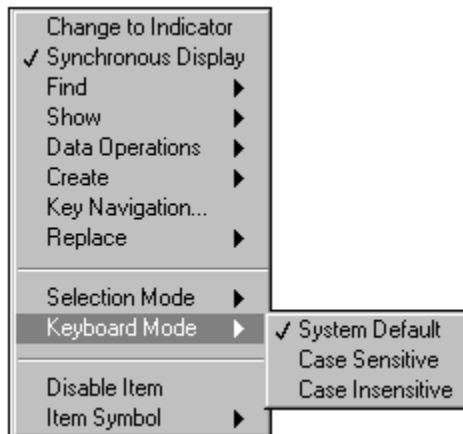 Change to Indicator
✓ Synchronous Display
Find
Show
Data Operations
Create
Key Navigation...
Replace
Selection Mode
Keyboard Mode
✓ System Default
Case Sensitive
Case Insensitive
Disable Item
Item Symbol